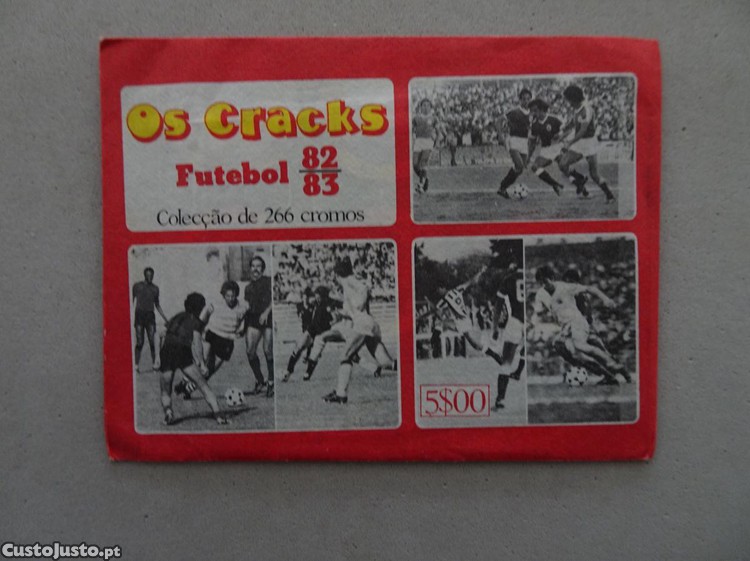 Os Cracks
Futebol 82
83
Colecção de 266 cromos
5$00
CustoJusto.pt